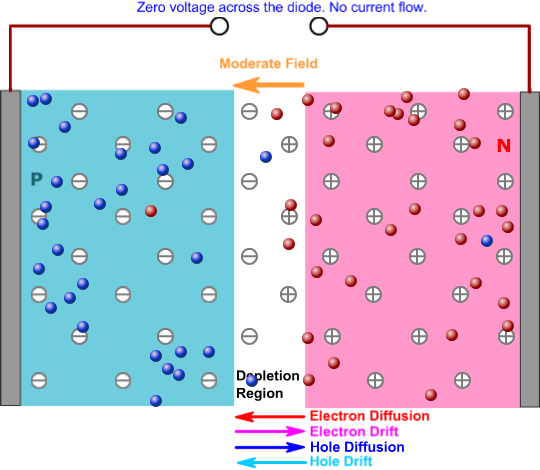 Zero voltage across the diode. No current flow.
Moderate Field
N
P
Depletion
Region
Electron Diffusion
Electron Drift
Hole Diffusion
Hole Drift